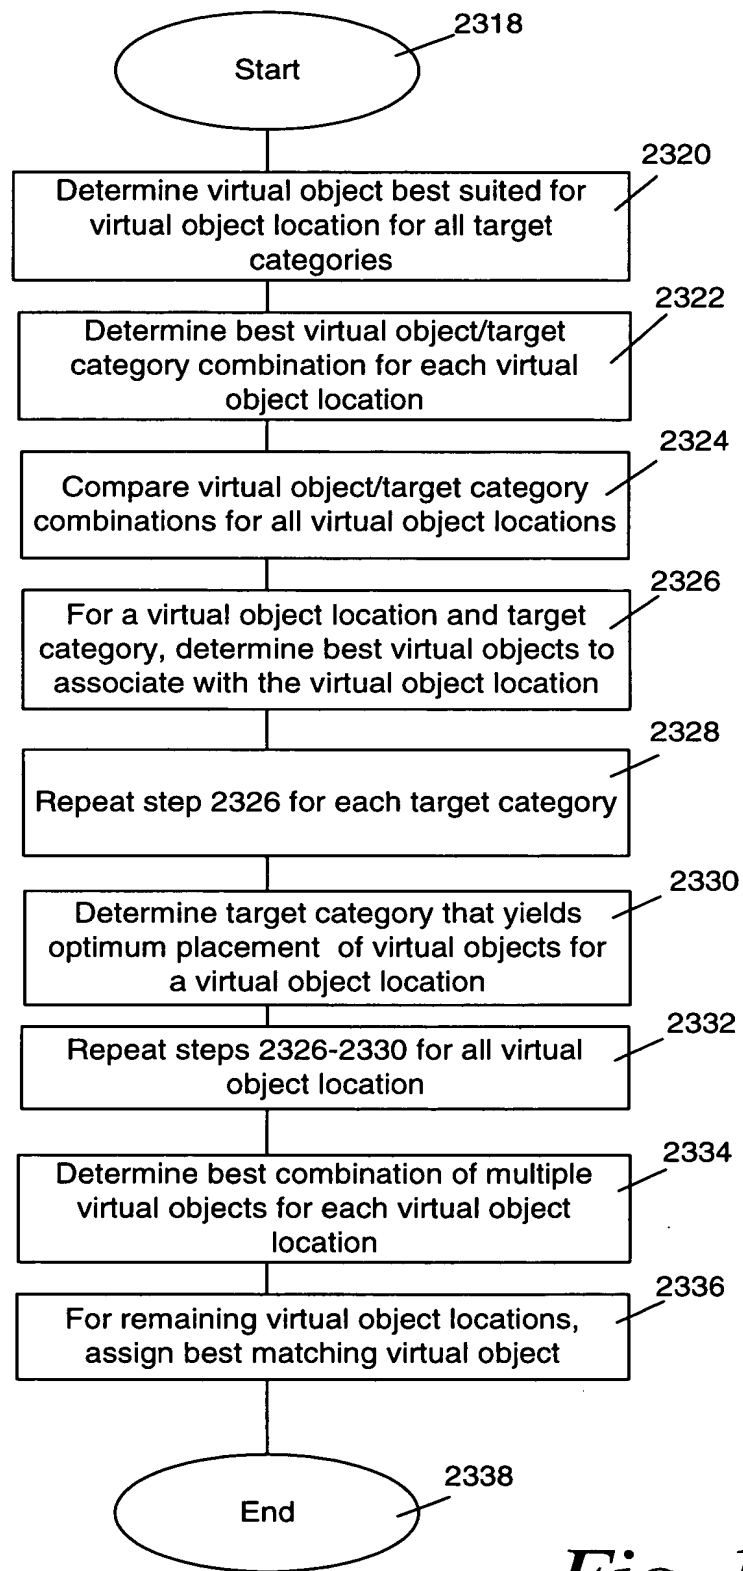 2318
Start
2320
Determine virtual object best suited for
virtual object location for all target
categories
2322
Determine best virtual object/target
category combination for each virtual
object location
2324
Compare virtual object/target category
combinations for all virtual object locations
2326
For a virtual object location and target
category, determine best virtual objects to
associate with the virtual object location
2328
Repeat step 2326 for each target category
2330
Determine target category that yields
optimum placement of virtual objects for
a virtual object location
2332
Repeat steps 2326-2330 for all virtual
object location
2334
Determine best combination of multiple
virtual objects for each virtual object
location
2336
For remaining virtual object locations,
assign best matching virtual object
2338
End